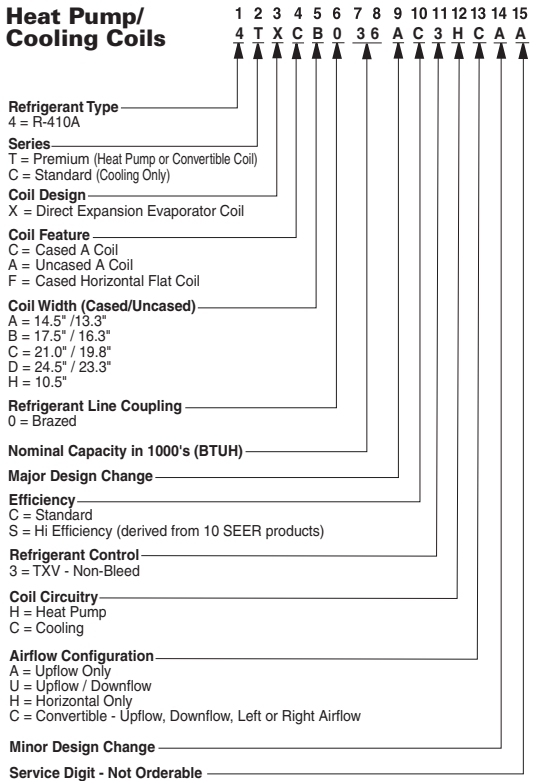 Heat Pump/
Cooling Coils
1 2 3 4 5 6 7 8 9 10 11 12 13 14 15
4 T X C B 0 3 6 A C 3 H C A A
Refrigerant Type
4 = R-410A
Series
T = Premium (Heat Pump or Convertible Coil)
C = Standard (Cooling Only)
Coil Design
X = Direct Expansion Evaporator Coil
Coil Feature
C = Cased A Coil
A = Uncased A Coil
F = Cased Horizontal Flat Coil
Coil Width (Cased/Uncased)
A = 14.5" /13.3"
B = 17.5" / 16.3"
C = 21.0" / 19.8"
D = 24.5" / 23.3"
H = 10.5"
Refrigerant Line Coupling
0 = Brazed
Nominal Capacity in 1000's (BTUH)
Major Design Change
Efficiency
C = Standard
S = Hi Efficiency (derived from 10 SEER products)
Refrigerant Control
3 = TXV - Non-Bleed
Coil Circuitry
H = Heat Pump
C = Cooling
Airflow Configuration
A = Upflow Only
U = Upflow / Downflow
H = Horizontal Only
C = Convertible - Upflow, Downflow, Left or Right Airflow
Minor Design Change
Service Digit - Not Orderable